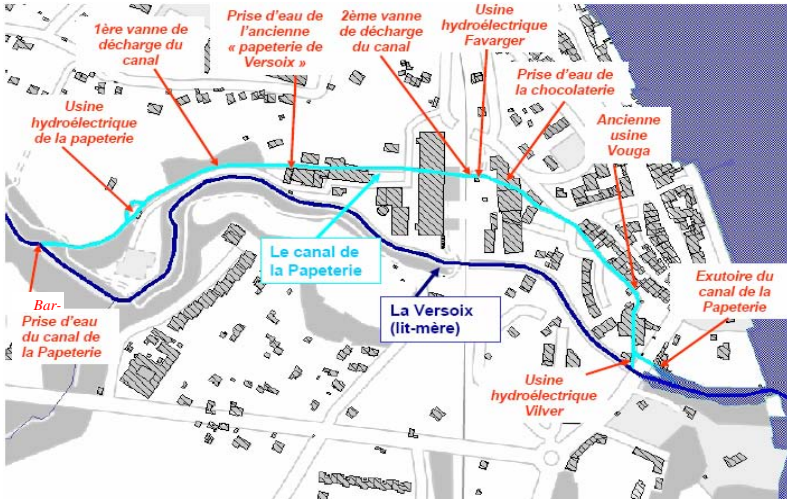 1ère vanne de
décharge du
canal
Prise d'eau de
l'ancienne
« papeterie de
Versoix »
2ème vanne
de décharge
du canal
Usine
hydroélectrique
Favarger
Prise d'eau de
la chocolaterie
Usine
hydroélectrique
de la papeterie
Ancienne
usine
Vouga
Le canal de
la Papeterie
La Versoix
(lit-mère)
Bar-
Prise d'eau
du canal de
la Papeterie
Exutoire du
canal de la
Papeterie
Usine
hydroélectrique
Vilver